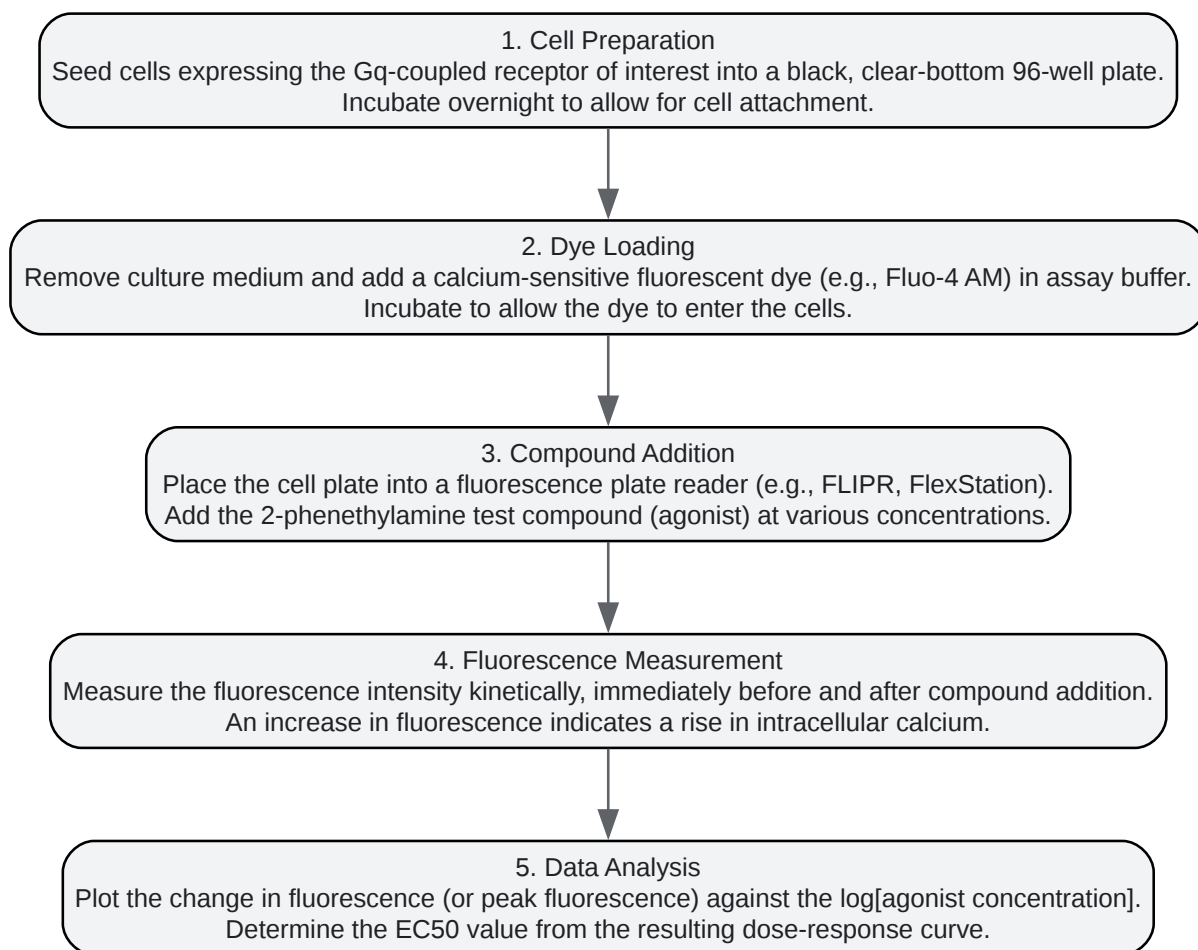 1. Cell Preparation
Seed cells expressing the Gq-coupled receptor of interest into a black, clear-bottom 96-well plate.
Incubate overnight to allow for cell attachment.
2. Dye Loading
Remove culture medium and add a calcium-sensitive fluorescent dye (e.g., Fluo-4 AM) in assay buffer.
Incubate to allow the dye to enter the cells.
3. Compound Addition
Place the cell plate into a fluorescence plate reader (e.g., FLIPR, FlexStation).
Add the 2-phenethylamine test compound (agonist) at various concentrations.
4. Fluorescence Measurement
Measure the fluorescence intensity kinetically, immediately before and after compound addition.
An increase in fluorescence indicates a rise in intracellular calcium.
5. Data Analysis
Plot the change in fluorescence (or peak fluorescence) against the log[agonist concentration].
Determine the EC50 value from the resulting dose-response curve.